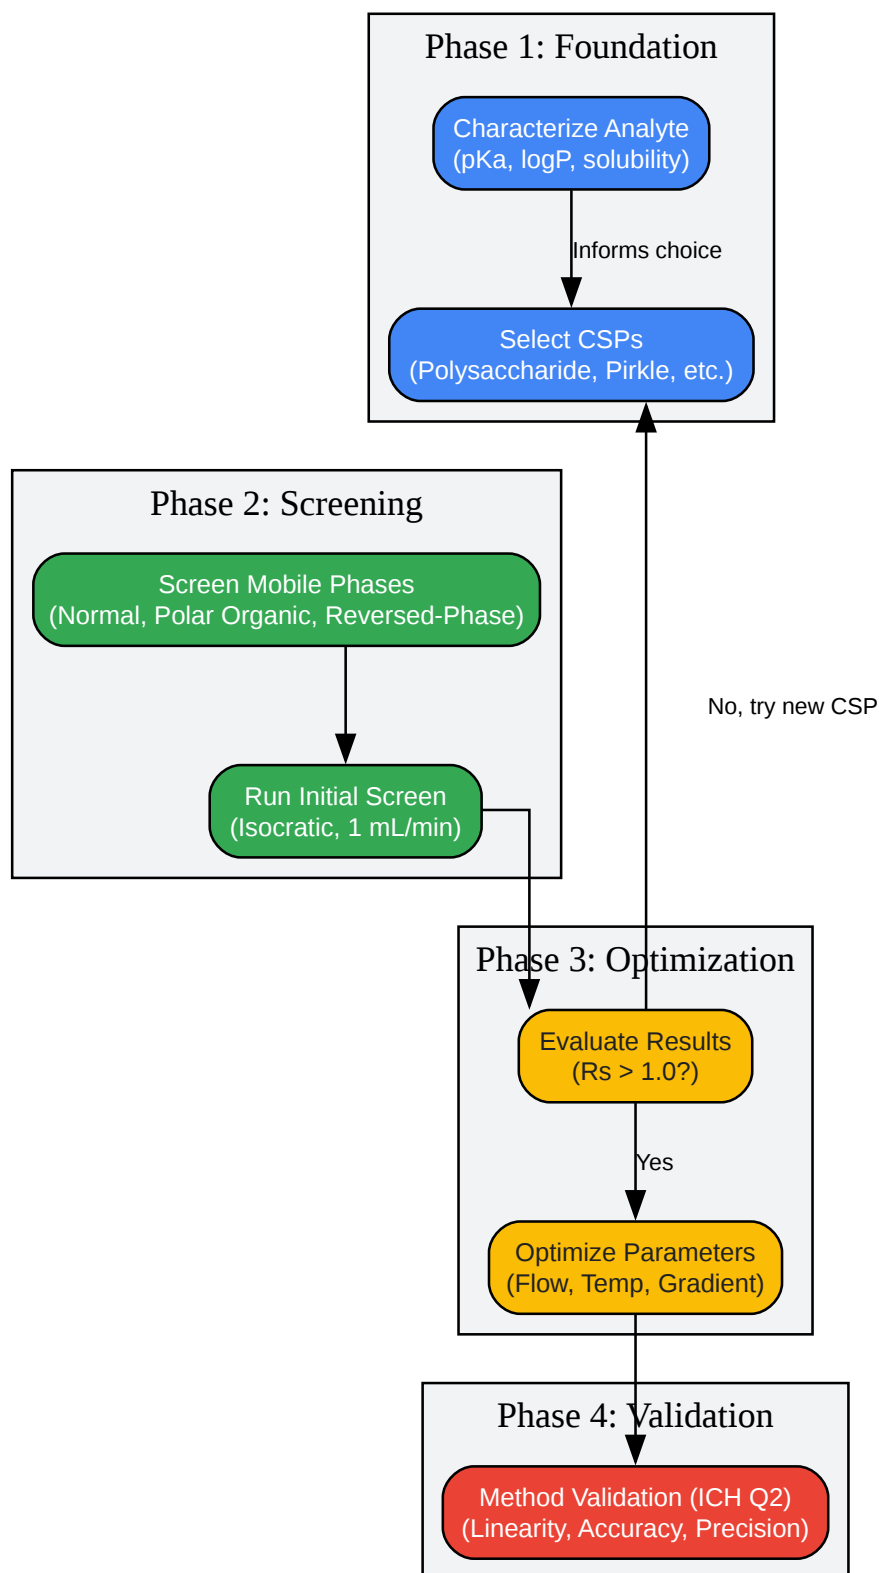 Phase 1: Foundation
Characterize Analyte
(pKa, logP, solubility)
Informs choice
Select CSPs
(Polysaccharide, Pirkle, etc.)
Phase 2: Screening
Screen Mobile Phases
(Normal, Polar Organic, Reversed-Phase)
No, try new CSP
Run Initial Screen
(Isocratic, 1 mL/min)
Phase 3: Optimization
Evaluate Results
(Rs > 1.0?)
Yes
Optimize Parameters
(Flow, Temp, Gradient)
Phase 4: Validation
Method Validation (ICH Q2)
(Linearity, Accuracy, Precision)